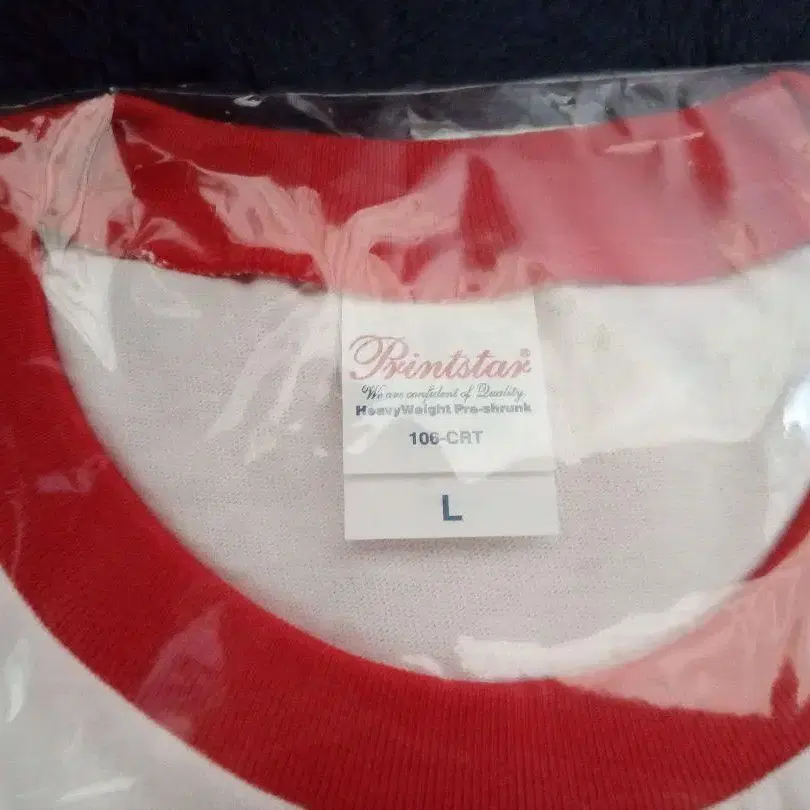 Printstar®
We are confident of Quality.
HeavyWeight Pre-shrunk
106-CRT
L